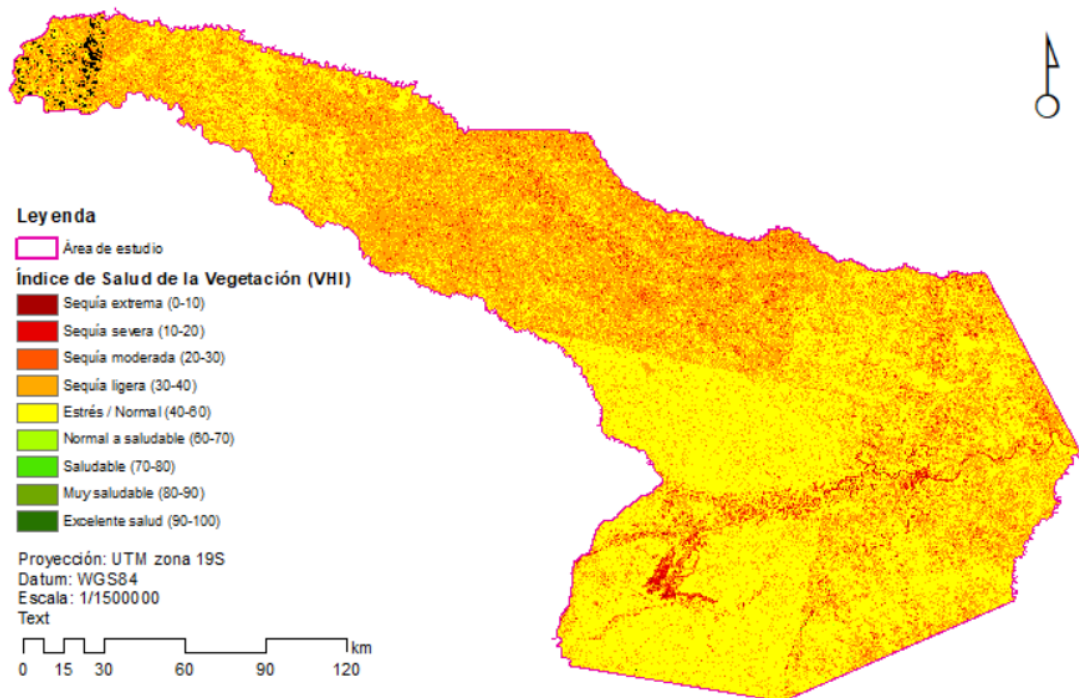 Leyenda
Área de estudio
Índice de Salud de la Vegetación (VHI)
Sequía extrema (0-10)
Sequía severa (10-20)
Sequía moderada (20-30)
Sequía ligera (30-40)
Estrés / Normal (40-60)
Normal a saludable (60-70)
Saludable (70-80)
Muy saludable (80-90)
Excelente salud (90-100)
Proyección: UTM zona 19S
Datum: WGS84
Escala: 1/1500000
Text
km
0 15 30 60 90 120